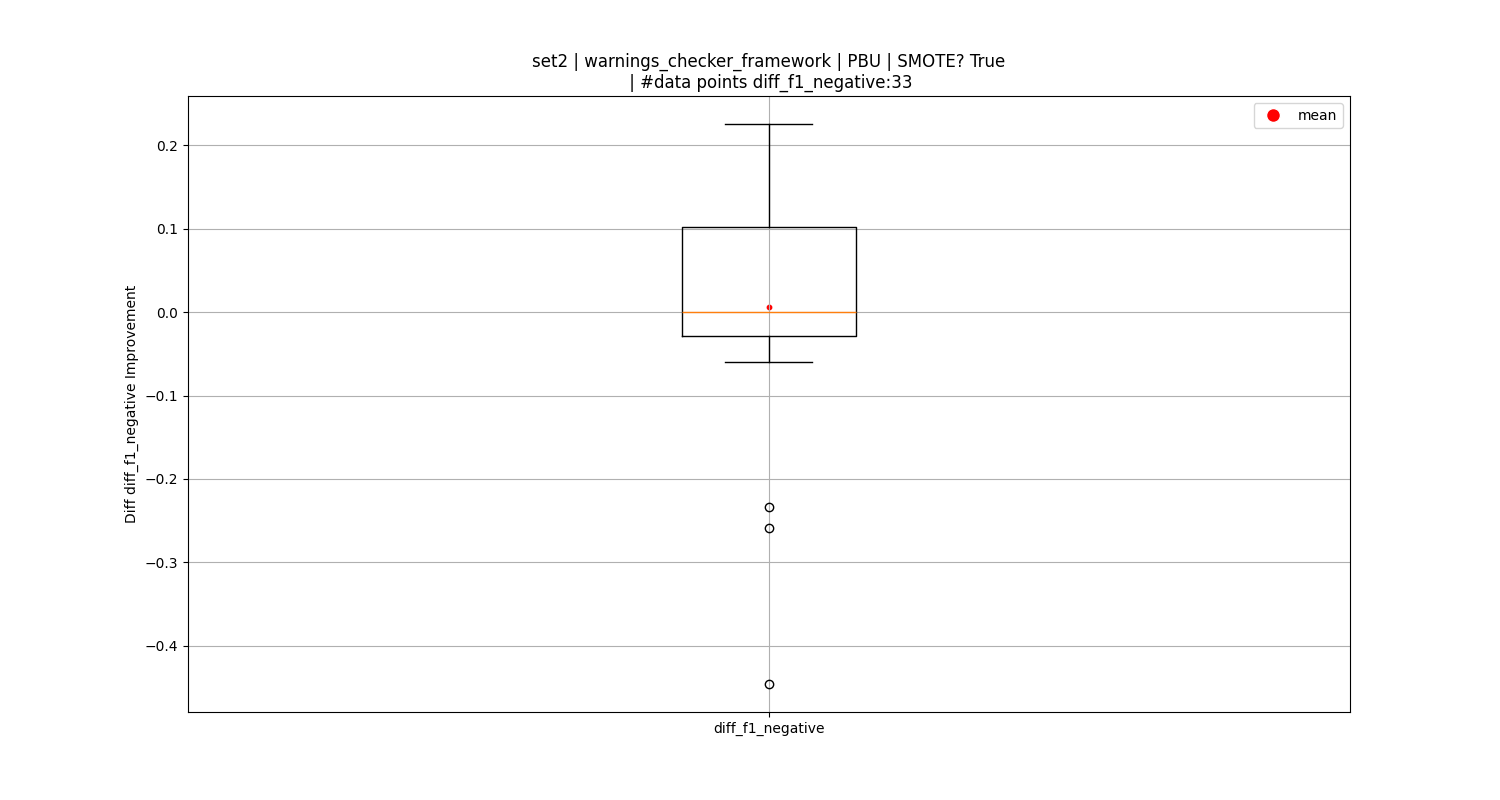 set2 | warnings_checker_framework | PBU | SMOTE? True
| #data points diff_f1_negative:33
mean
0.2
0.1
0.0
−0.1
−0.2
−0.3
−0.4
Diff diff_f1_negative Improvement
diff_f1_negative